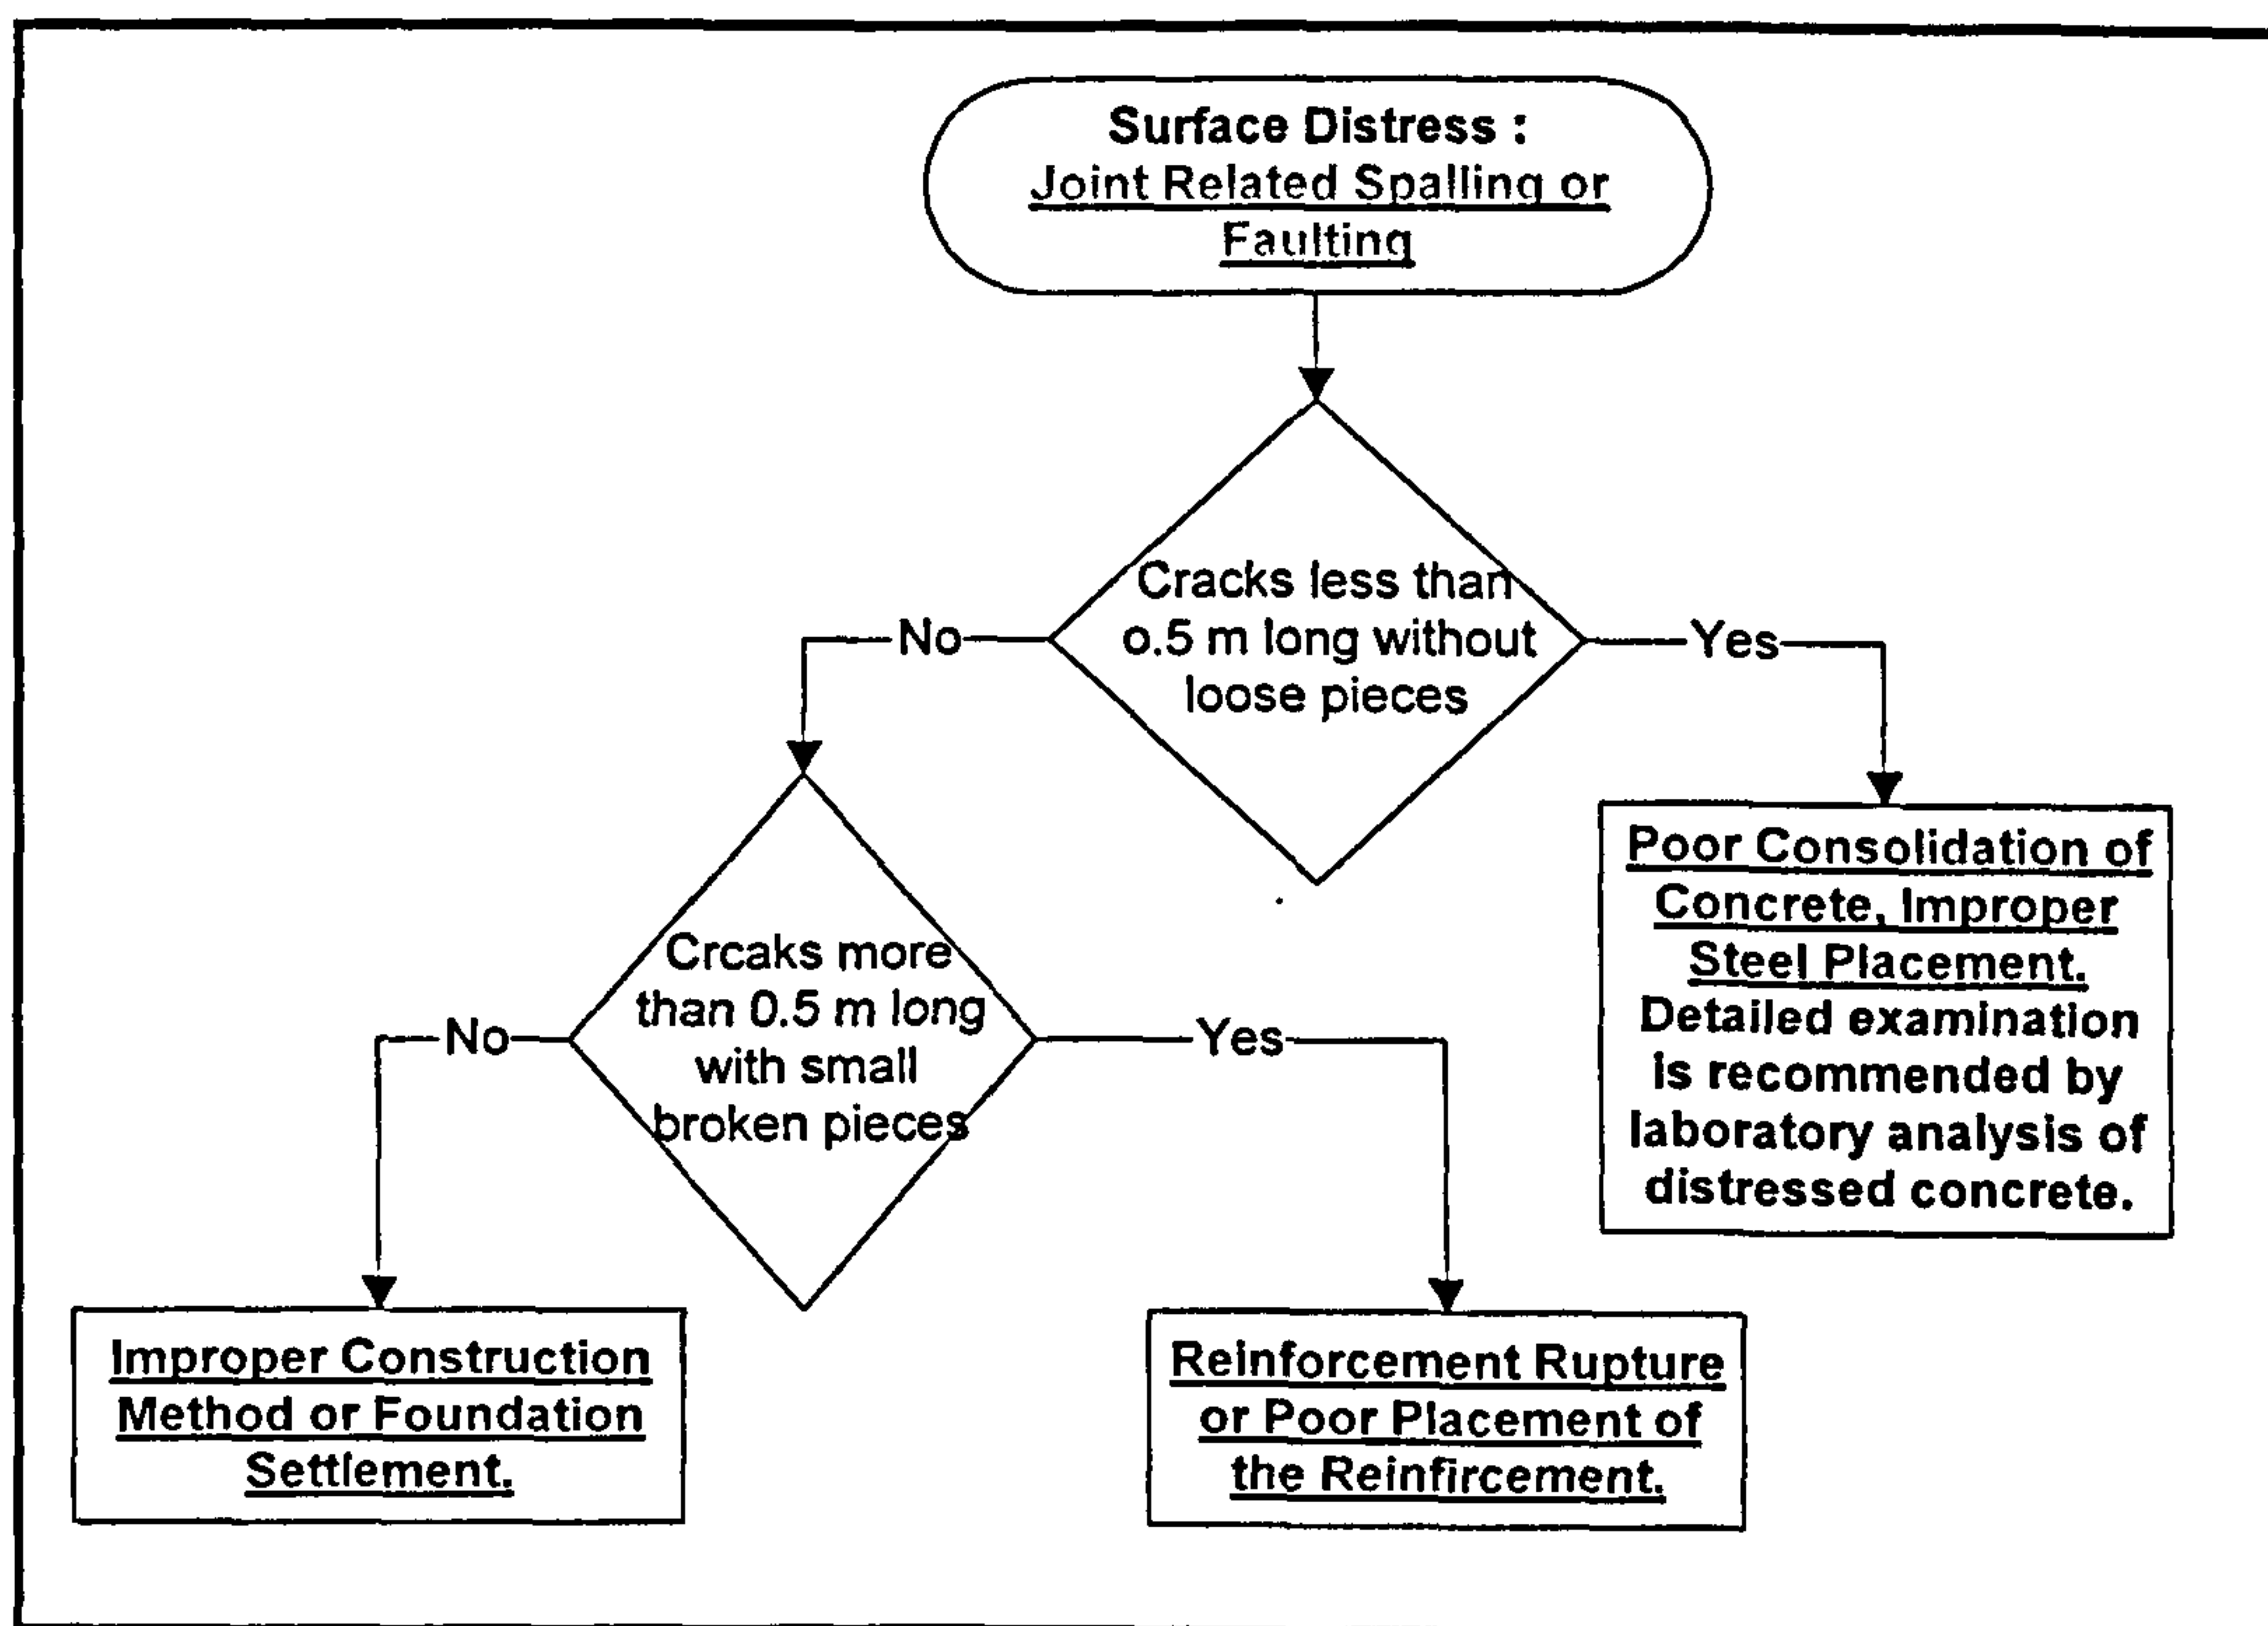 Surface Distress :
Joint Related Spalling or
Faulting
Cracks less than
o.5 m long without
loose pieces
No
Yes
Crcaks more
than 0.5 m long
with small
broken pieces
No
Yes
Poor Consolidation of
Concrete, Improper
Steel Placement.
Detailed examination
is recommended by
laboratory analysis of
distressed concrete.
Improper Construction
Method or Foundation
Settlement.
Reinforcement Rupture
or Poor Placement of
the Reinfircement.